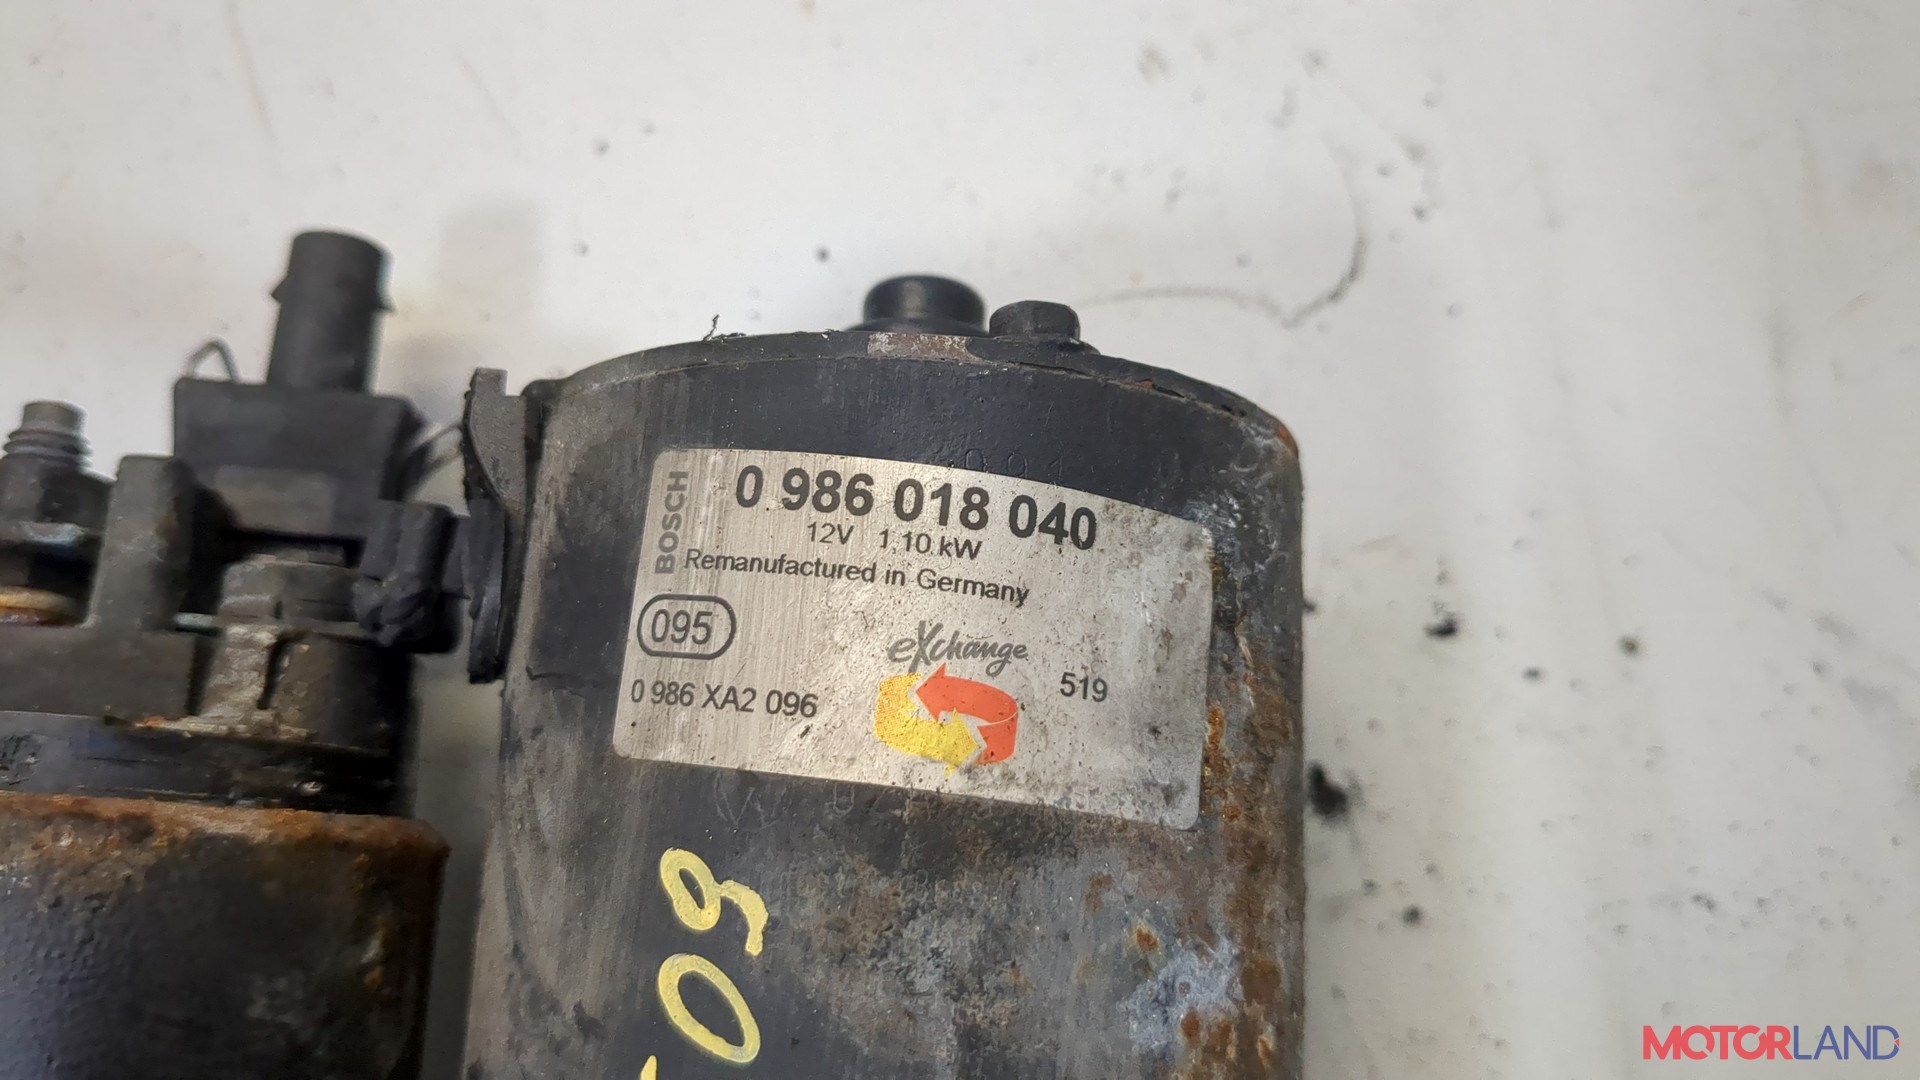 BOSCH
0 986 018 040
12V 1,10 kW
Remanufactured in Germany
095
eXchange
0 986 XA2 096
519
MOTORLAND